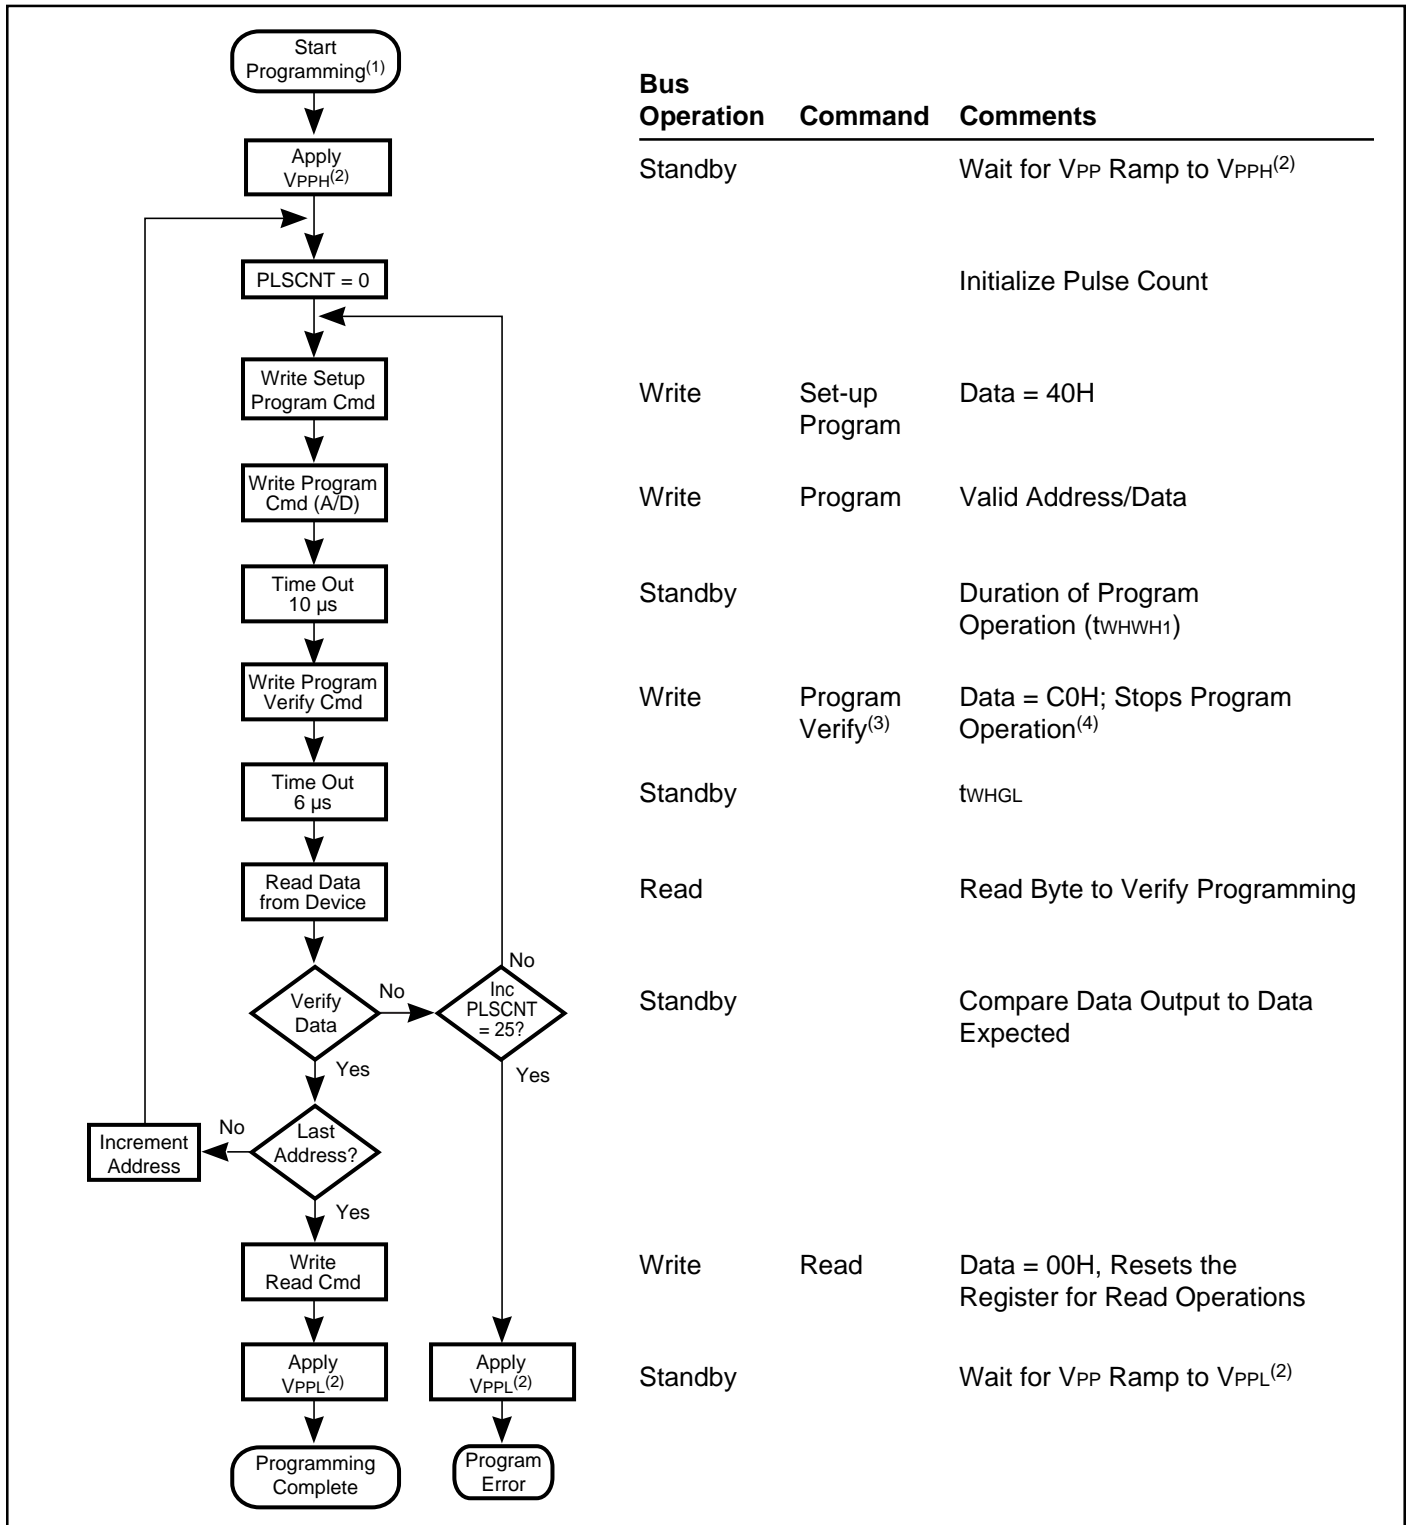 Start
Programming(1)
Apply
VPPH(2)
PLSCNT = 0
Write Setup
Program Cmd
Write Program
Cmd (A/D)
Time Out
10 µs
Write Program
Verify Cmd
Time Out
6 µs
Read Data
from Device
Verify
Data
No
Inc
PLSCNT
= 25?
No
Yes
Yes
Last
Address?
No
Increment
Address
Yes
Write
Read Cmd
Apply
VPPL(2)
Apply
VPPL(2)
Programming
Complete
Program
Error
Bus
Operation Command Comments
Standby Wait for VPP Ramp to VPPH(2)
Initialize Pulse Count
Write Set-up Data = 40H
Program
Write Program Valid Address/Data
Standby Duration of Program
Operation (tWHWH1)
Write Program Data = C0H; Stops Program
Verify(3) Operation(4)
Standby tWHGL
Read Read Byte to Verify Programming
Standby Compare Data Output to Data
Expected
Write Read Data = 00H, Resets the
Register for Read Operations
Standby Wait for VPP Ramp to VPPL(2)